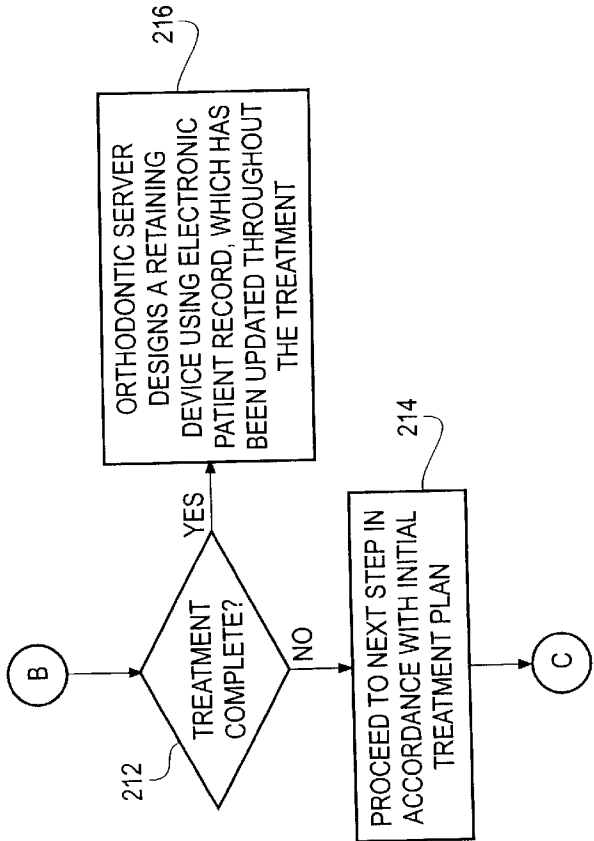 B
212
TREATMENT
COMPLETE?
YES
216
ORTHODONTIC SERVER
DESIGNS A RETAINING
DEVICE USING ELECTRONIC
PATIENT RECORD, WHICH HAS
BEEN UPDATED THROUGHOUT
THE TREATMENT
NO
214
PROCEED TO NEXT STEP IN
ACCORDANCE WITH INITIAL
TREATMENT PLAN
C